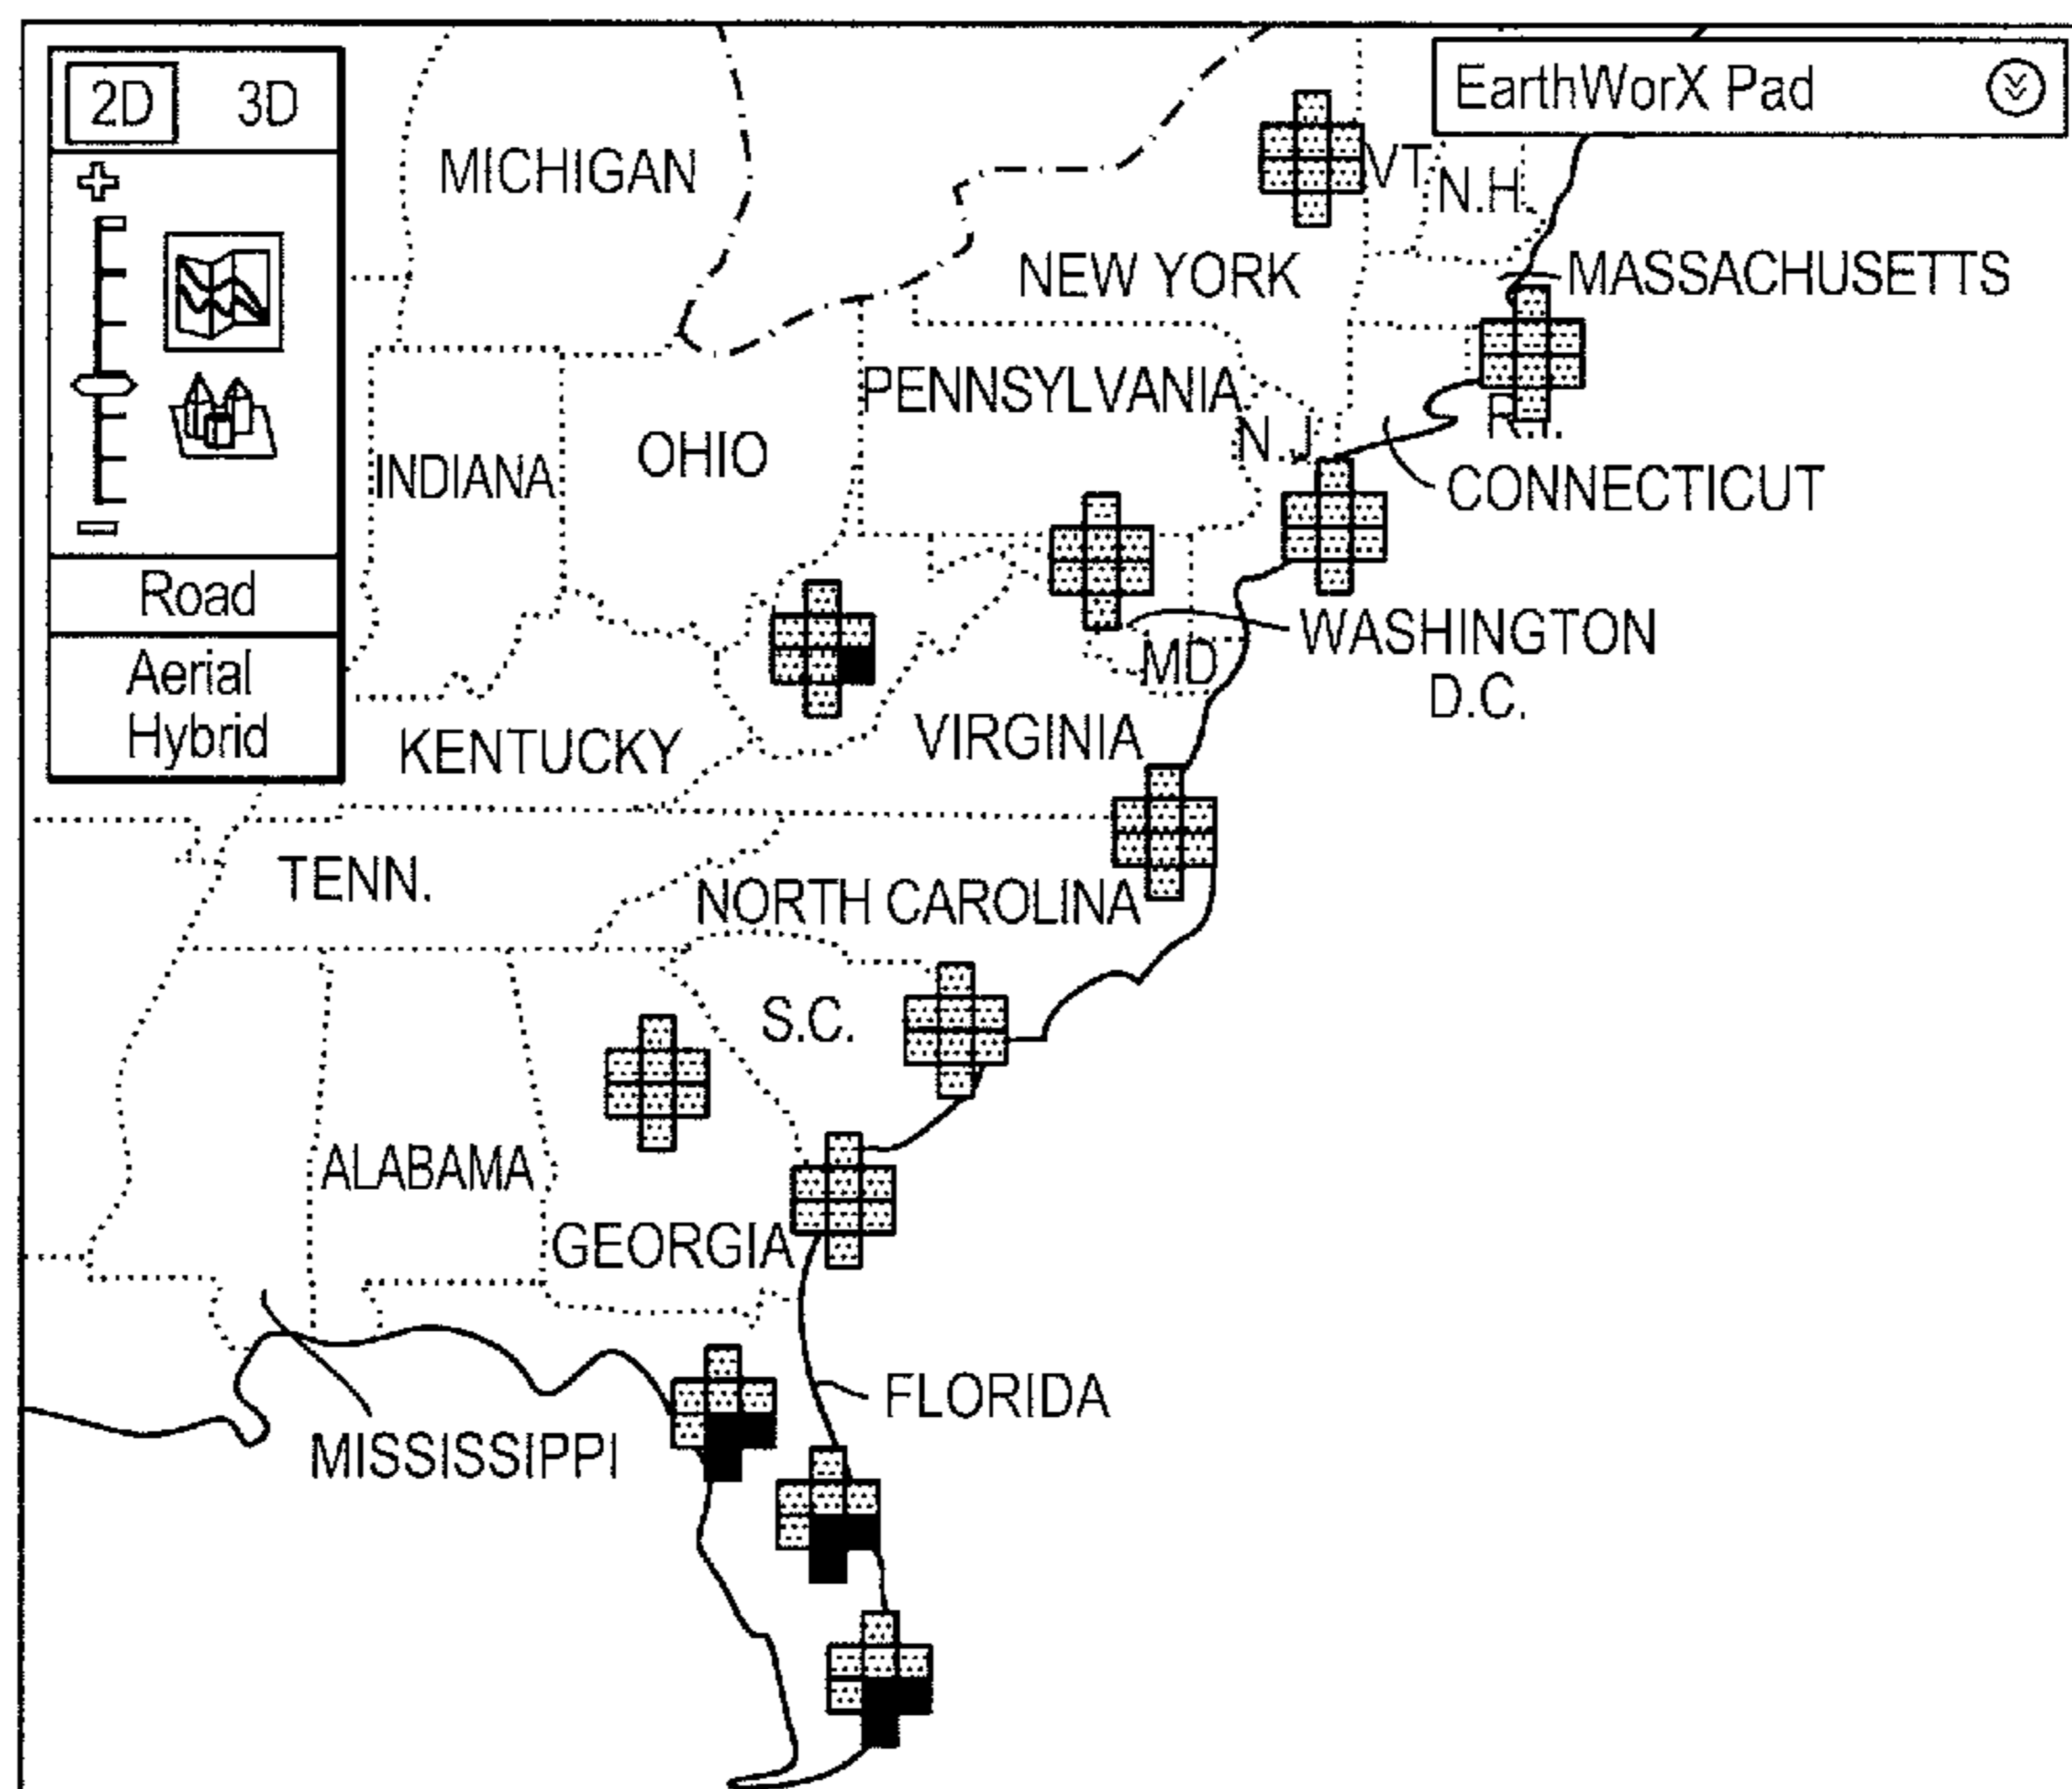 2D 3D
EarthWorX Pad
MICHIGAN
VT
N.H.
NEW YORK
MASSACHUSETTS
PENNSYLVANIA
N.J.
R.I.
OHIO
INDIANA
CONNECTICUT
Road
WASHINGTON
D.C.
MD
Aerial
Hybrid
KENTUCKY
VIRGINIA
TENN.
NORTH CAROLINA
S.C.
ALABAMA
GEORGIA
FLORIDA
MISSISSIPPI